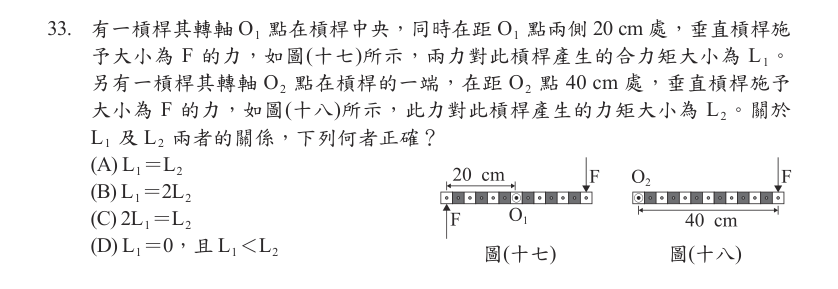 33. 有一槓桿其轉軸 O₁ 點在槓桿中央，同時在距 O₁ 點兩側 20 cm 處，垂直槓桿施
予大小為 F 的力，如圖(十七)所示，兩力對此槓桿產生的合力矩大小為 L₁。
另有一槓桿其轉軸 O₂ 點在槓桿的一端，在距 O₂ 點 40 cm 處，垂直槓桿施予
大小為 F 的力，如圖(十八)所示，此力對此槓桿產生的力矩大小為 L₂。關於
L₁ 及 L₂ 兩者的關係，下列何者正確？
(A) L₁＝L₂
(B) L₁＝2L₂
(C) 2L₁＝L₂
(D) L₁＝0，且 L₁＜L₂
20 cm
F
F
O₁
圖(十七)
O₂
F
40 cm
圖(十八)